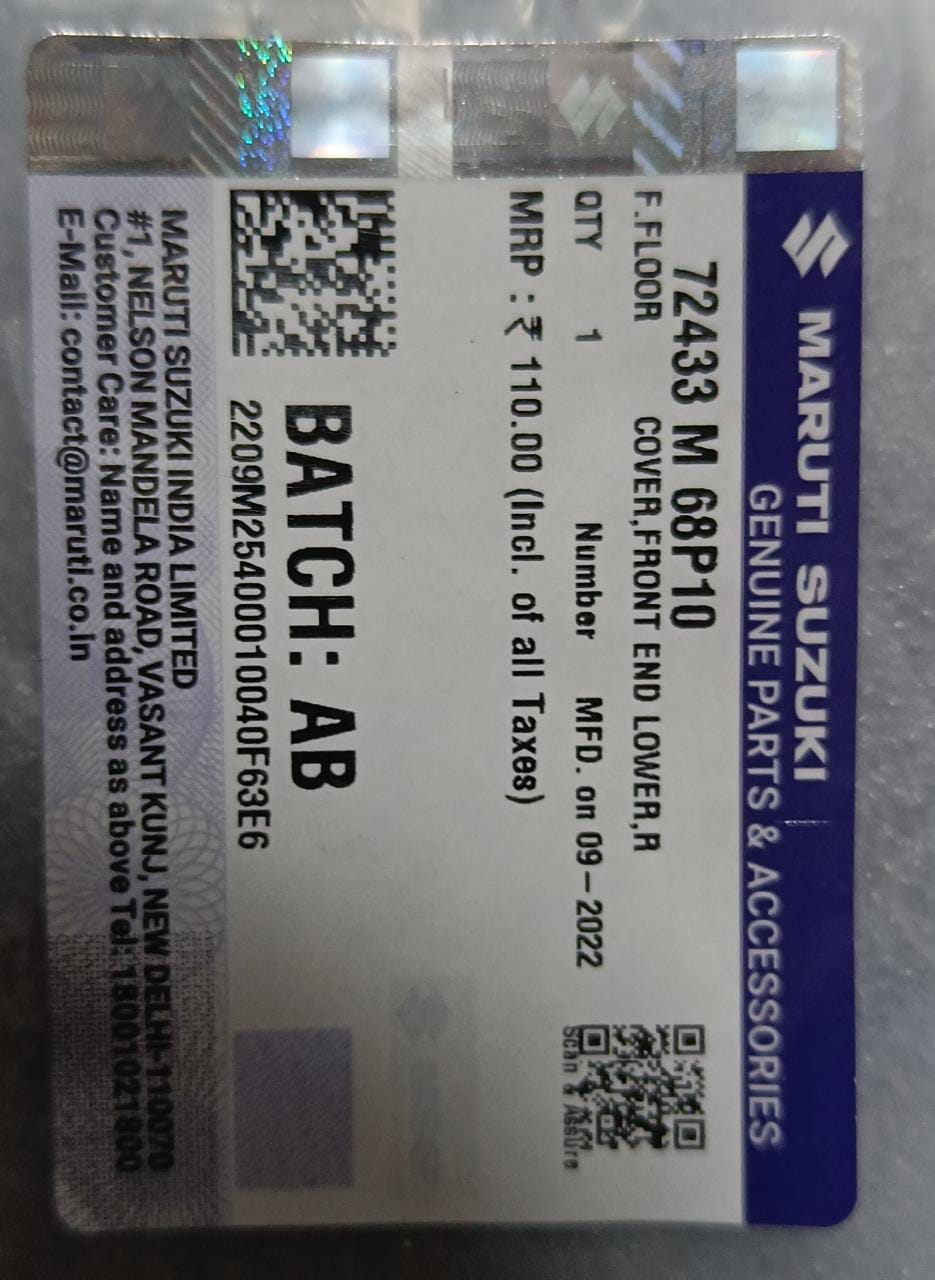 MARUTI SUZUKI
GENUINE PARTS & ACCESSORIES
72433 M 68P10
F.FLOOR COVER,FRONT END LOWER,R
QTY 1 Number MFD. on 09-2022
MRP : ₹ 110.00 (Incl. of all Taxes)
Scan & Assure
BATCH: AB
2209M25400010040F63E6
MARUTI SUZUKI INDIA LIMITED
#1, NELSON MANDELA ROAD, VASANT KUNJ, NEW DELHI-110070
Customer Care: Name and address as above Tel: 18001021800
E-Mail: contact@maruti.co.in